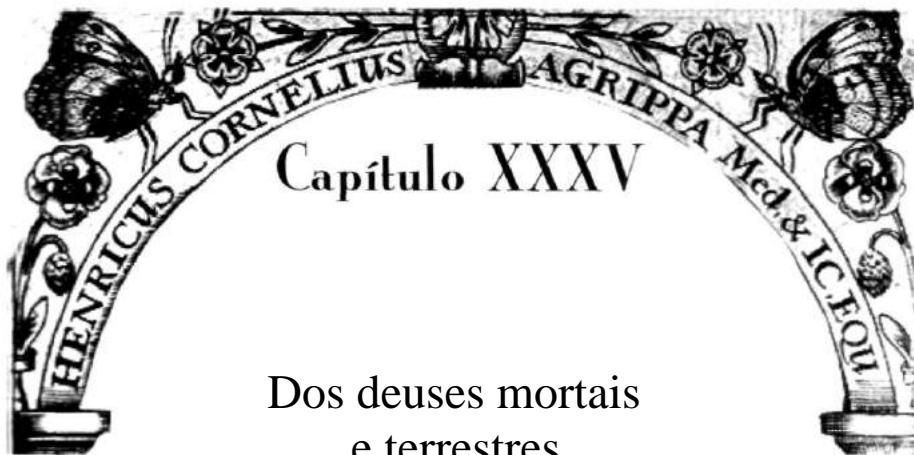 HENRICUS CORNELIUS AGRIPPA Med. & IC. EQU
Capítulo XXXV
Dos deuses mortais
e terrestres